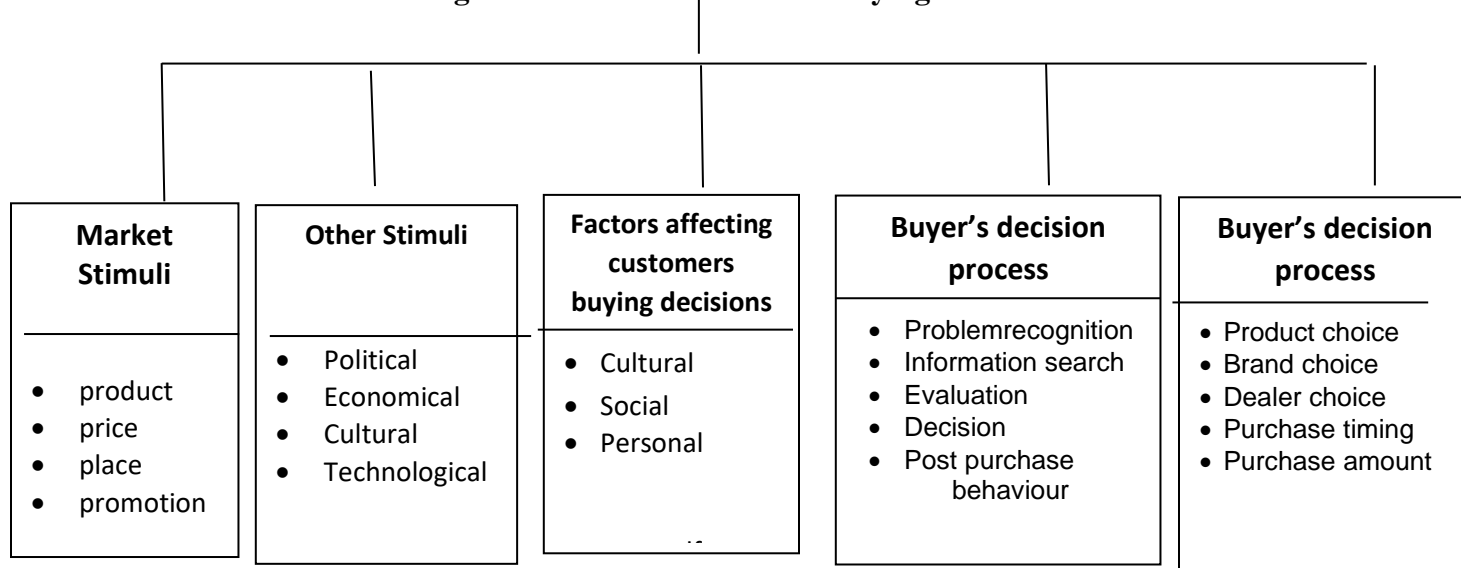 Market
Stimuli
• product
• price
• place
• promotion
Other Stimuli
• Political
• Economical
• Cultural
• Technological
Factors affecting
customers
buying decisions
• Cultural
• Social
• Personal
Buyer’s decision
process
• Problemrecognition
• Information search
• Evaluation
• Decision
• Post purchase
behaviour
Buyer’s decision
process
• Product choice
• Brand choice
• Dealer choice
• Purchase timing
• Purchase amount